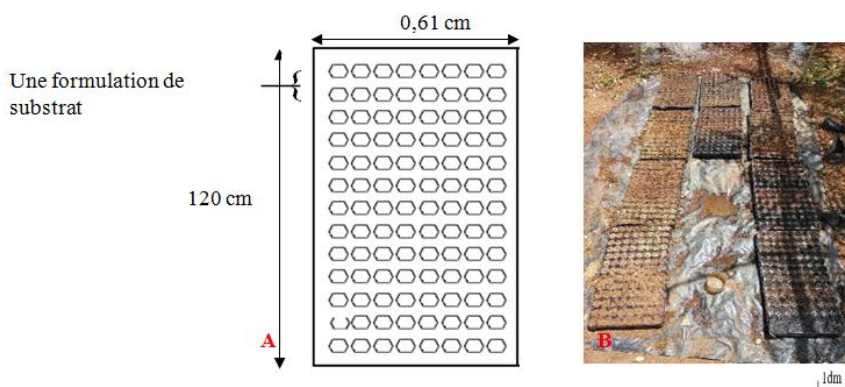 0,61 cm
Une formulation de
substrat
120 cm
A
B
1dm